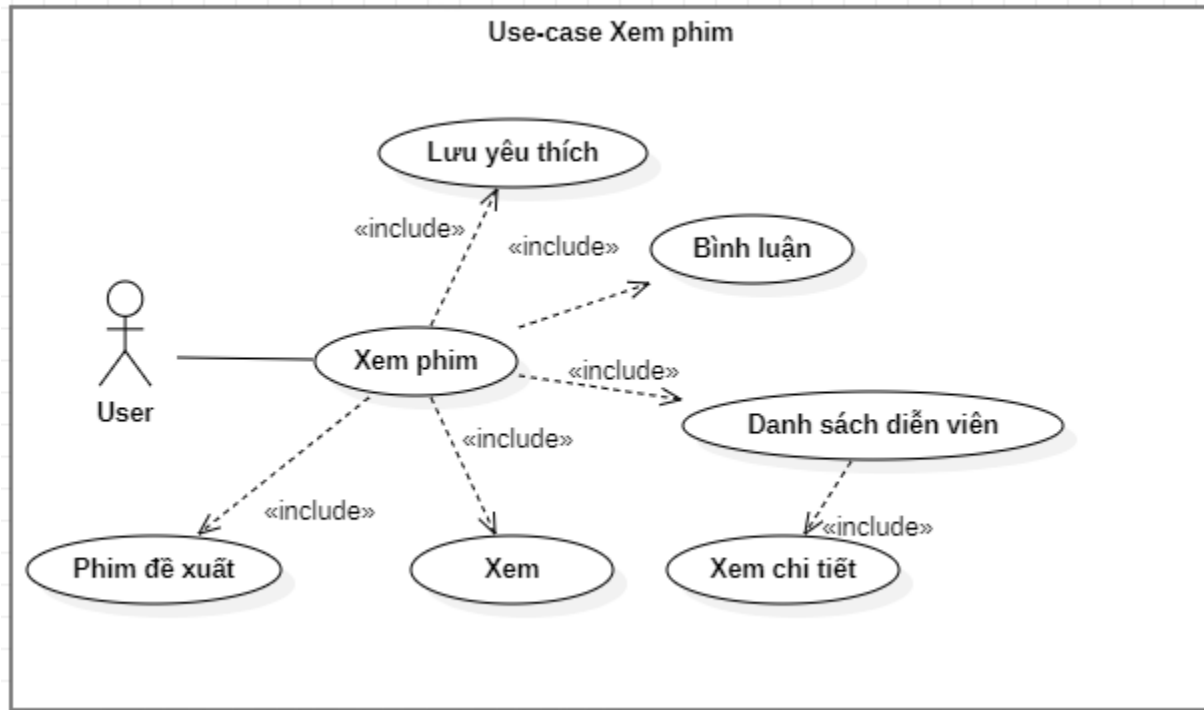 Use-case Xem phim
Lưu yêu thích
«include»
«include»
Bình luận
User
Xem phim
«include»
Danh sách diễn viên
«include»
«include»
«include»
Phim đề xuất
Xem
Xem chi tiết